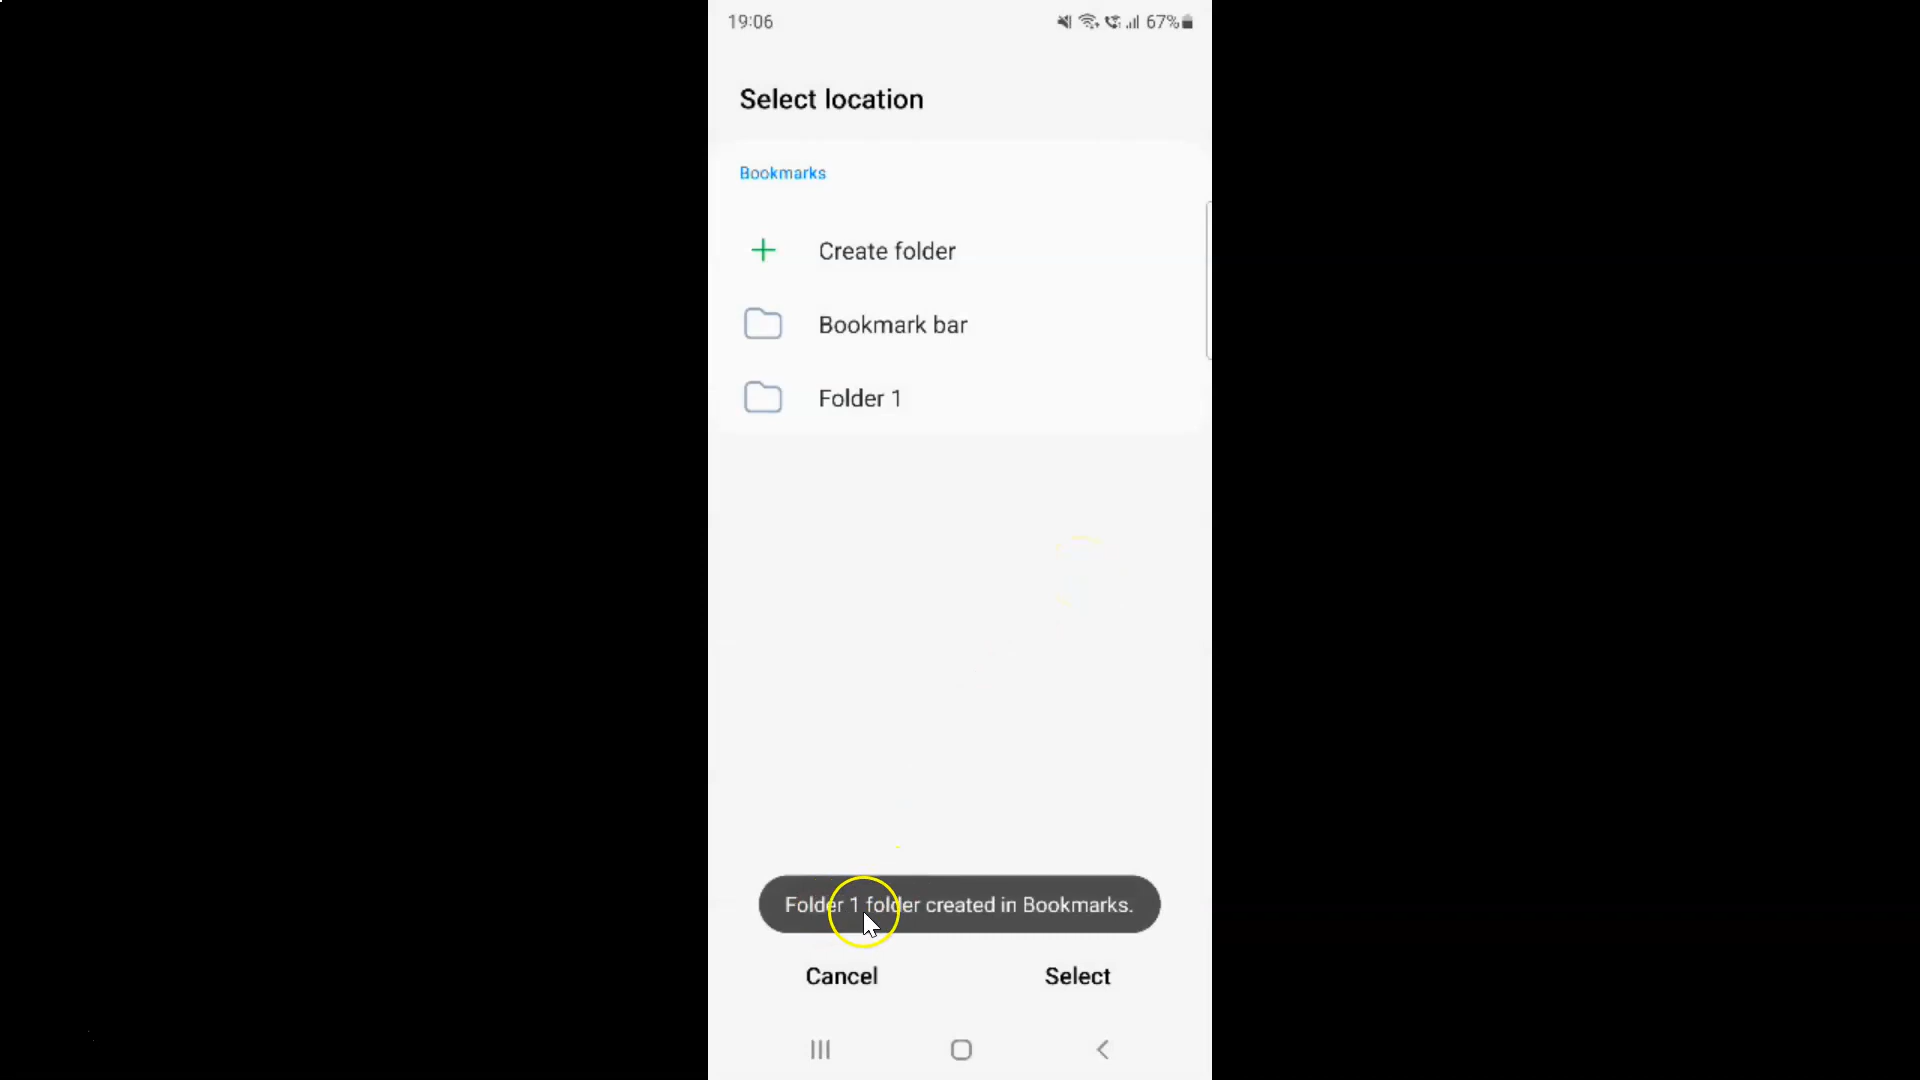 19:06
67%
Select location
Bookmarks
Create folder
Bookmark bar
Folder 1
Folder 1 folder created in Bookmarks.
Cancel
Select